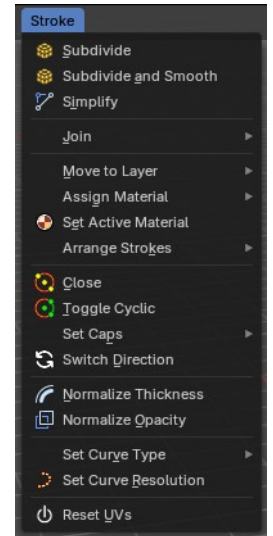 Stroke
Subdivide
Subdivide and Smooth
Simplify
Join
Move to Layer
Assign Material
Set Active Material
Arrange Strokes
Close
Toggle Cyclic
Set Caps
Switch Direction
Normalize Thickness
Normalize Opacity
Set Curve Type
Set Curve Resolution
Reset UVs